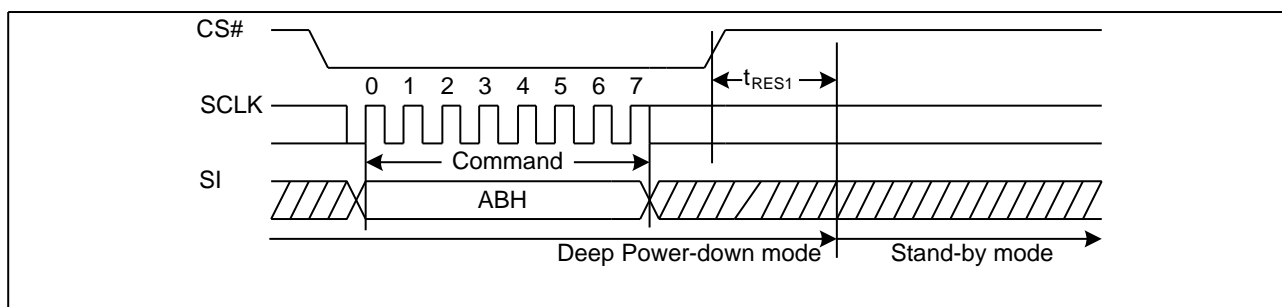 CS#
0 1 2 3 4 5 6 7
tRES1
SCLK
Command
SI
ABH
Deep Power-down mode Stand-by mode